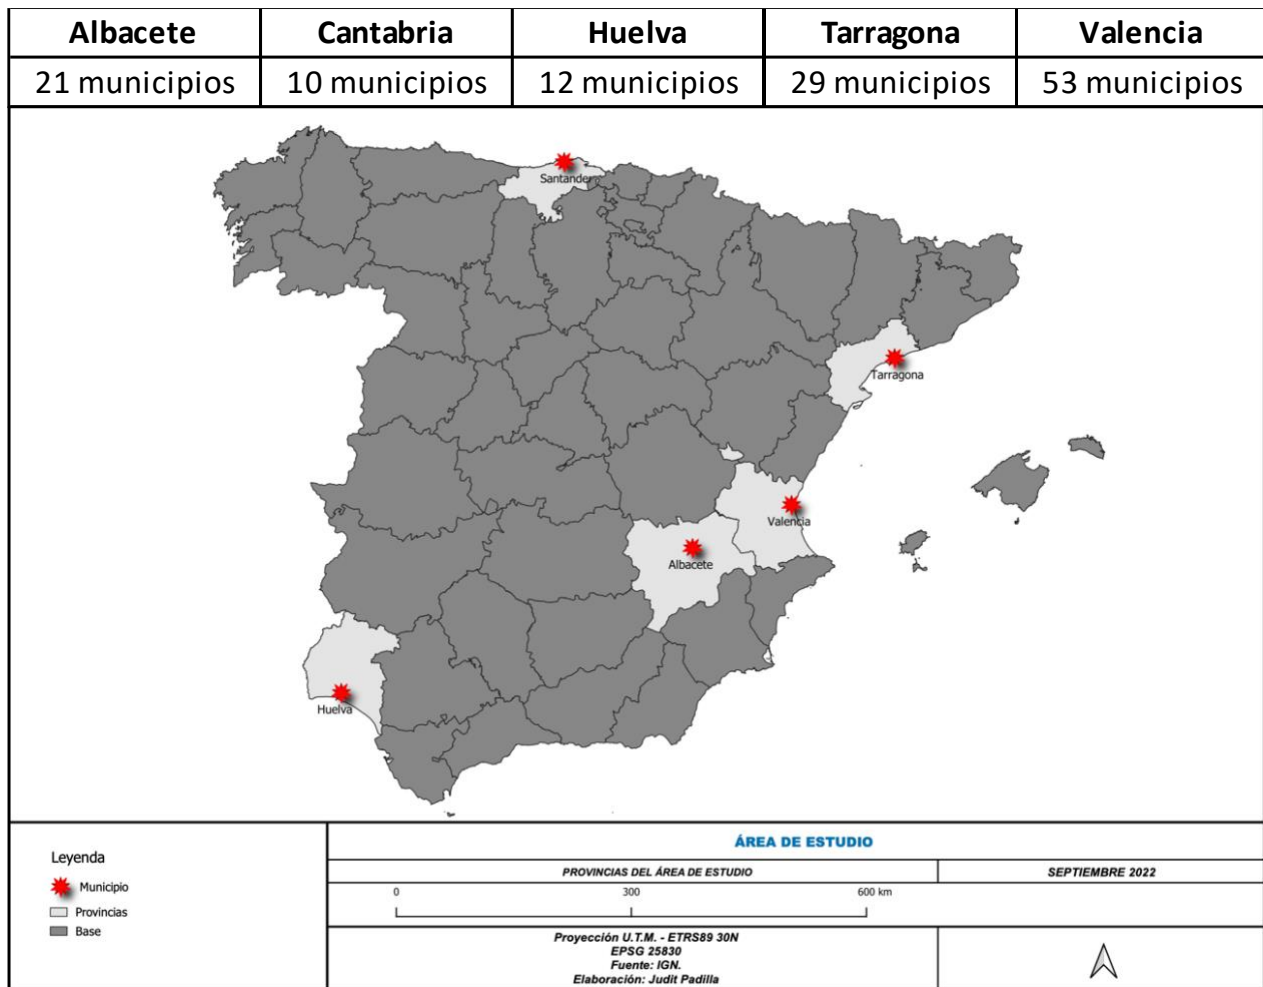 Albacete Cantabria Huelva Tarragona Valencia
21 municipios 10 municipios 12 municipios 29 municipios 53 municipios
Santander
Tarragona
Valencia
Albacete
Huelva
Leyenda
Municipio
Provincias
Base
ÁREA DE ESTUDIO
PROVINCIAS DEL ÁREA DE ESTUDIO
SEPTIEMBRE 2022
0 300 600 km
Proyección U.T.M. - ETRS89 30N
EPSG 25830
Fuente: IGN.
Elaboración: Judit Padilla